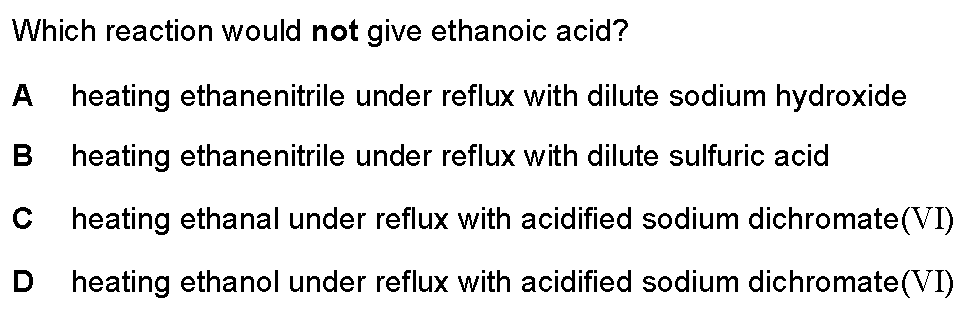 Which reaction would not give ethanoic acid?
A heating ethanenitrile under reflux with dilute sodium hydroxide
B heating ethanenitrile under reflux with dilute sulfuric acid
C heating ethanal under reflux with acidified sodium dichromate(VI)
D heating ethanol under reflux with acidified sodium dichromate(VI)